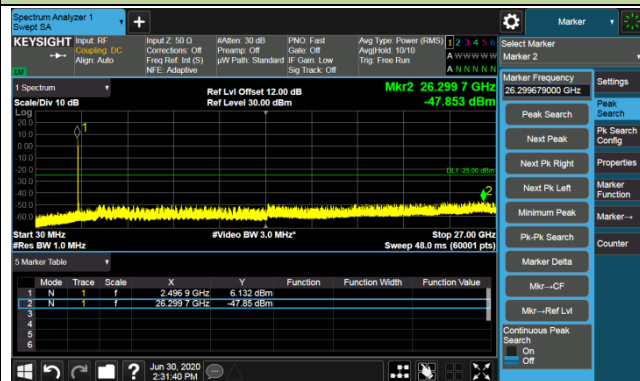 Spectrum Analyzer 1
Swept SA
Marker
KEYSIGHT
Input: RF
Coupling: DC
Align: Auto
Input Z: 50 Ω
Corrections: Off
Freq Ref: Int (S)
NFE: Adaptive
#Atten: 30 dB
Preamp: Off
µW Path: Standard
PNO: Fast
Gate: Off
IF Gain: Low
Sig Track: Off
Avg Type: Power (RMS)
Avg|Hold: 10/10
Trig: Free Run
1 2 3 4 5 6
A W W W W W
A N N N N N
Select Marker
Marker 2
LXI
1 Spectrum
Scale/Div 10 dB
Log
Ref Lvl Offset 12.00 dB
Ref Level 30.00 dBm
Mkr2 26.299 7 GHz
-47.853 dBm
20.0
10.0
0.00
-10.0
-20.0
-30.0
-40.0
-50.0
-60.0
1
DL1 -25.00 dBm
2
Start 30 MHz
#Res BW 1.0 MHz
#Video BW 3.0 MHz*
Stop 27.00 GHz
Sweep 48.0 ms (60001 pts)
Marker Frequency
26.299679000 GHz
Peak Search
Next Peak
Next Pk Right
Next Pk Left
Minimum Peak
Pk-Pk Search
Marker Delta
Mkr→CF
Mkr→Ref Lvl
Continuous Peak
Search
On
Off
Settings
Peak
Search
Pk Search
Config
Properties
Marker
Function
Marker→
Counter
5 Marker Table
Mode Trace Scale X Y Function Function Width Function Value
1 N 1 f 2.496 9 GHz 6.132 dBm
2 N 1 f 26.299 7 GHz -47.85 dBm
3
4
5
6
?
Jun 30, 2020
2:31:40 PM